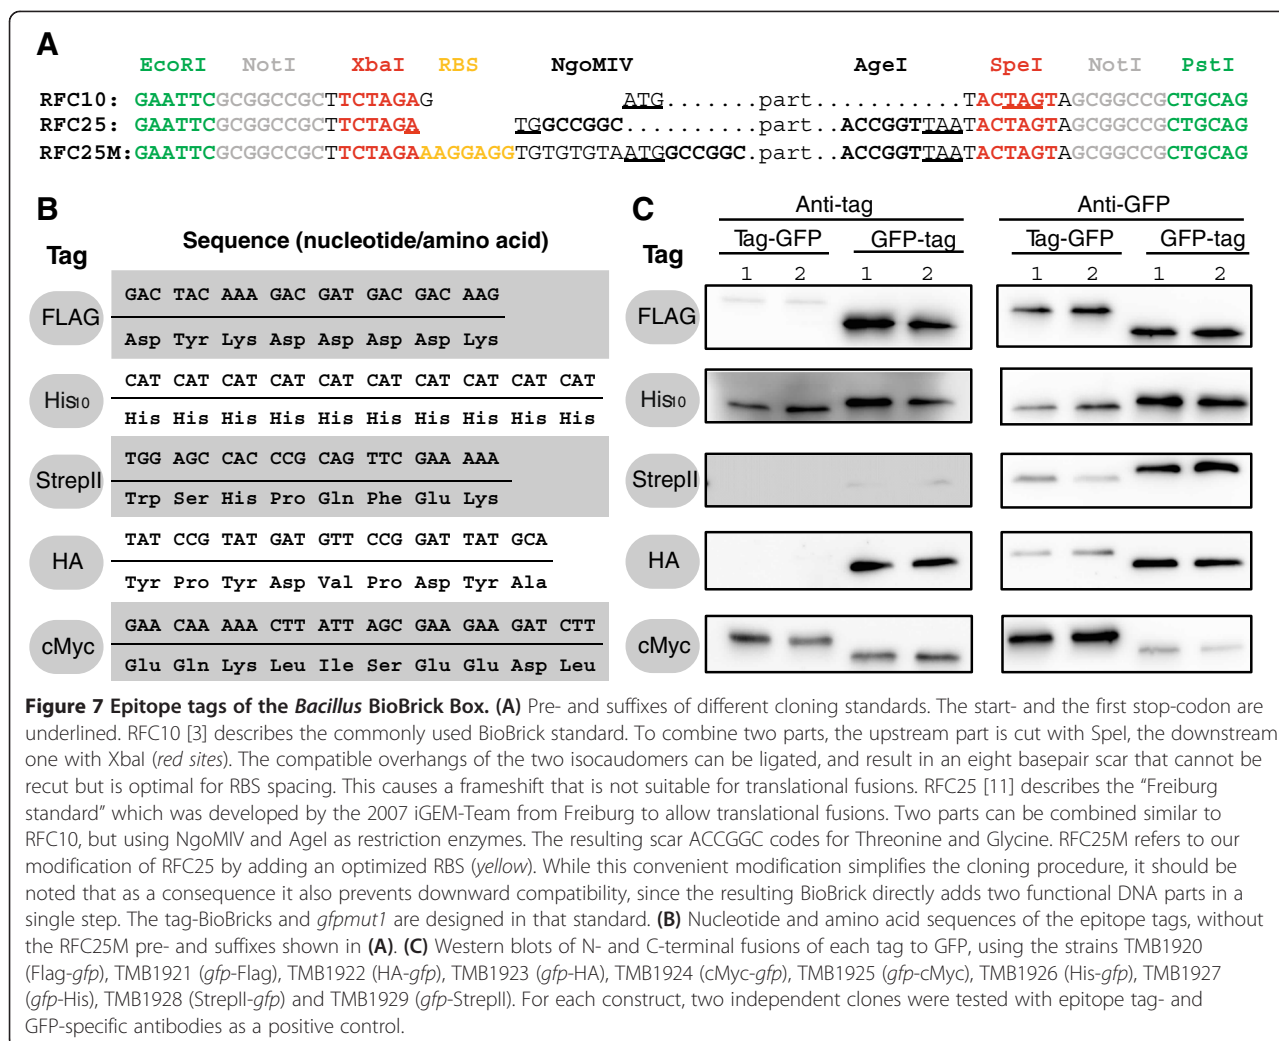 A
EcoRI NotI XbaI RBS NgoMIV AgeI SpeI NotI PstI
RFC10: GAATTCGCGGCCGCTTCTAGAG ATG.......part...........TACTAGTAGCGGCCGCTGCAG
RFC25: GAATTCGCGGCCGCTTCTAGA TGGCCGGC.........part..ACCGGTTAATACTAGTAGCGGCCGCTGCAG
RFC25M: GAATTCGCGGCCGCTTCTAGAAAGGAGGTGTGTGTAATGGCCGGC.part..ACCGGTTAATACTAGTAGCGGCCGCTGCAG
B
Tag Sequence (nucleotide/amino acid)
FLAG
GAC TAC AAA GAC GAT GAC GAC AAG
Asp Tyr Lys Asp Asp Asp Asp Lys
His10
CAT CAT CAT CAT CAT CAT CAT CAT CAT CAT
His His His His His His His His His His
StrepII
TGG AGC CAC CCG CAG TTC GAA AAA
Trp Ser His Pro Gln Phe Glu Lys
HA
TAT CCG TAT GAT GTT CCG GAT TAT GCA
Tyr Pro Tyr Asp Val Pro Asp Tyr Ala
cMyc
GAA CAA AAA CTT ATT AGC GAA GAA GAT CTT
Glu Gln Lys Leu Ile Ser Glu Glu Asp Leu
C
Anti-tag Anti-GFP
Tag Tag-GFP GFP-tag Tag-GFP GFP-tag
1 2 1 2 1 2 1 2
FLAG
His10
StrepII
HA
cMyc
Figure 7 Epitope tags of the Bacillus BioBrick Box. (A) Pre- and suffixes of different cloning standards. The start- and the first stop-codon are
underlined. RFC10 [3] describes the commonly used BioBrick standard. To combine two parts, the upstream part is cut with SpeI, the downstream
one with XbaI (red sites). The compatible overhangs of the two isocaudomers can be ligated, and result in an eight basepair scar that cannot be
recut but is optimal for RBS spacing. This causes a frameshift that is not suitable for translational fusions. RFC25 [11] describes the “Freiburg
standard” which was developed by the 2007 iGEM-Team from Freiburg to allow translational fusions. Two parts can be combined similar to
RFC10, but using NgoMIV and AgeI as restriction enzymes. The resulting scar ACCGGC codes for Threonine and Glycine. RFC25M refers to our
modification of RFC25 by adding an optimized RBS (yellow). While this convenient modification simplifies the cloning procedure, it should be
noted that as a consequence it also prevents downward compatibility, since the resulting BioBrick directly adds two functional DNA parts in a
single step. The tag-BioBricks and gfpmut1 are designed in that standard. (B) Nucleotide and amino acid sequences of the epitope tags, without
the RFC25M pre- and suffixes shown in (A). (C) Western blots of N- and C-terminal fusions of each tag to GFP, using the strains TMB1920
(Flag-gfp), TMB1921 (gfp-Flag), TMB1922 (HA-gfp), TMB1923 (gfp-HA), TMB1924 (cMyc-gfp), TMB1925 (gfp-cMyc), TMB1926 (His-gfp), TMB1927
(gfp-His), TMB1928 (StrepII-gfp) and TMB1929 (gfp-StrepII). For each construct, two independent clones were tested with epitope tag- and
GFP-specific antibodies as a positive control.